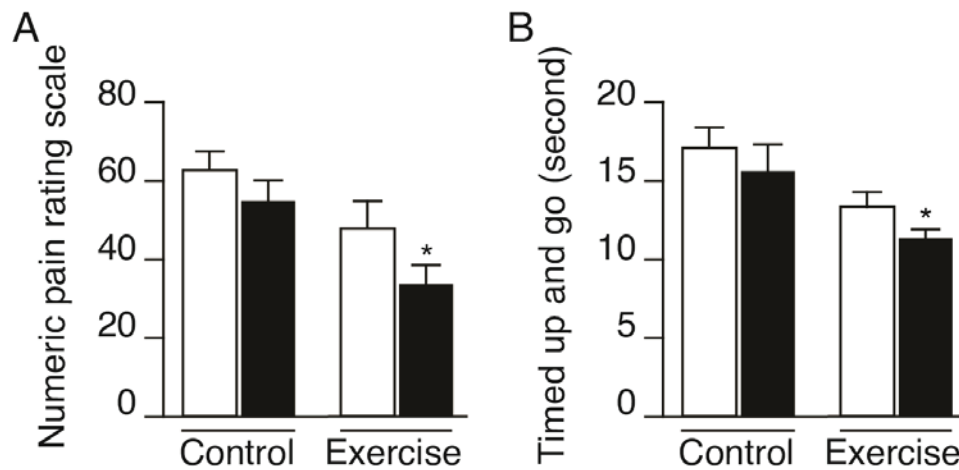 A
Numeric pain rating scale
80
60
40
20
0
*
Control
Exercise
B
Timed up and go (second)
20
15
10
5
0
*
Control
Exercise